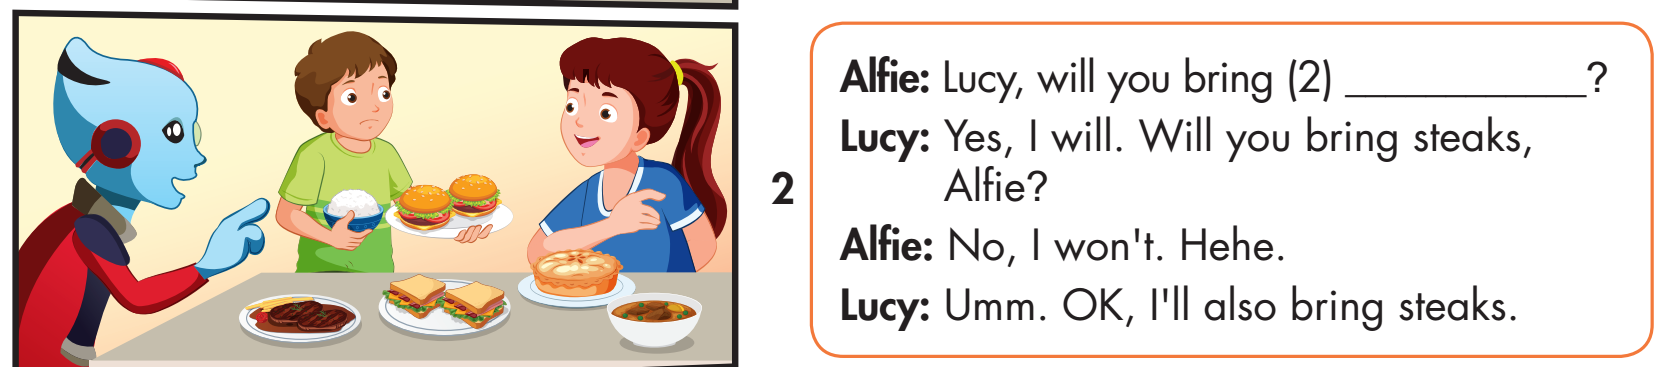 2
Alfie: Lucy, will you bring (2) ____________?
Lucy: Yes, I will. Will you bring steaks,
Alfie?
Alfie: No, I won't. Hehe.
Lucy: Umm. OK, I'll also bring steaks.